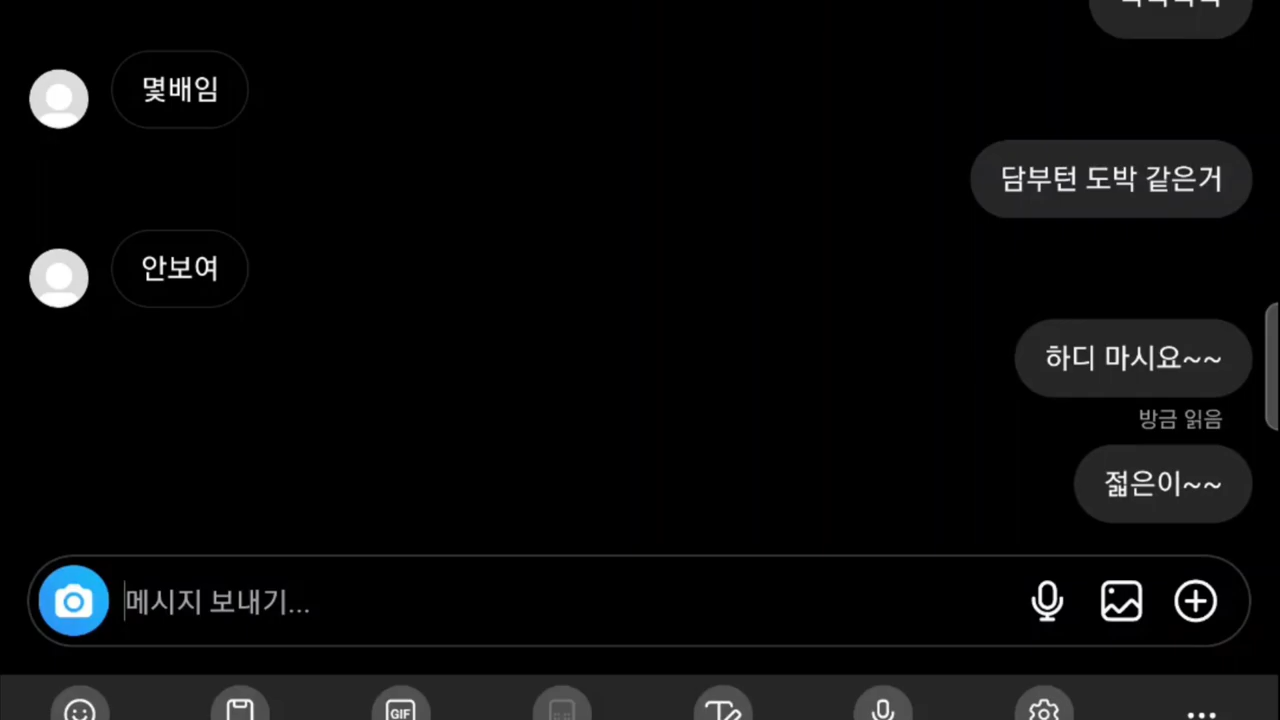 몇배임
담부턴 도박 같은거
안보여
하디 마시요~~
방금 읽음
젋은이~~
메시지 보내기...
GIF